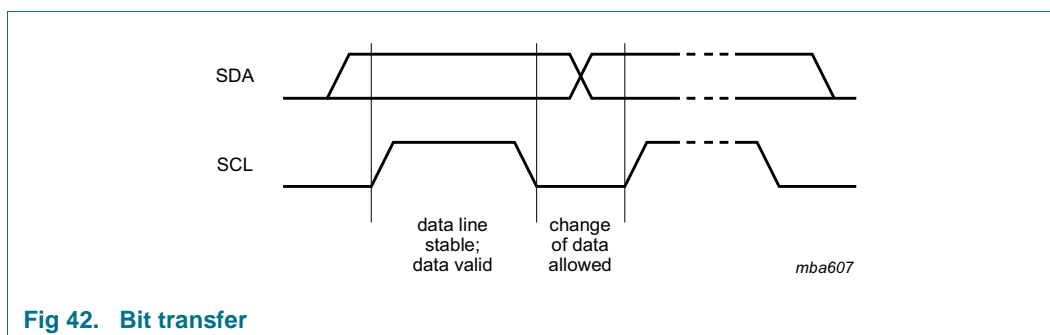 SDA
SCL
data line
stable;
data valid
change
of data
allowed
mba607
Fig 42. Bit transfer